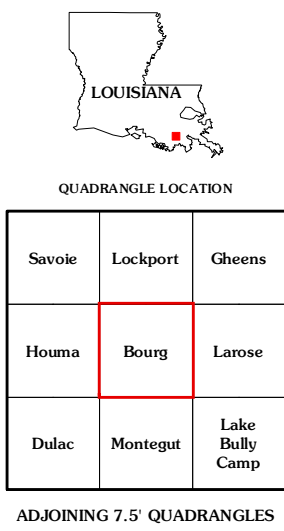 LOUISIANA
QUADRANGLE LOCATION
Savoie Lockport Gheens
Houma Bourg Larose
Dulac Montegut Lake
Bully
Camp
ADJOINING 7.5' QUADRANGLES